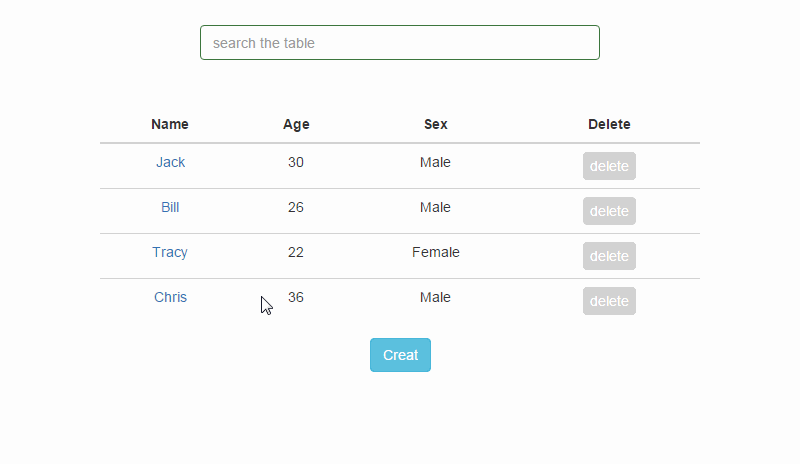 search the table
Name Age Sex Delete
Jack 30 Male delete
Bill 26 Male delete
Tracy 22 Female delete
Chris 36 Male delete
Creat